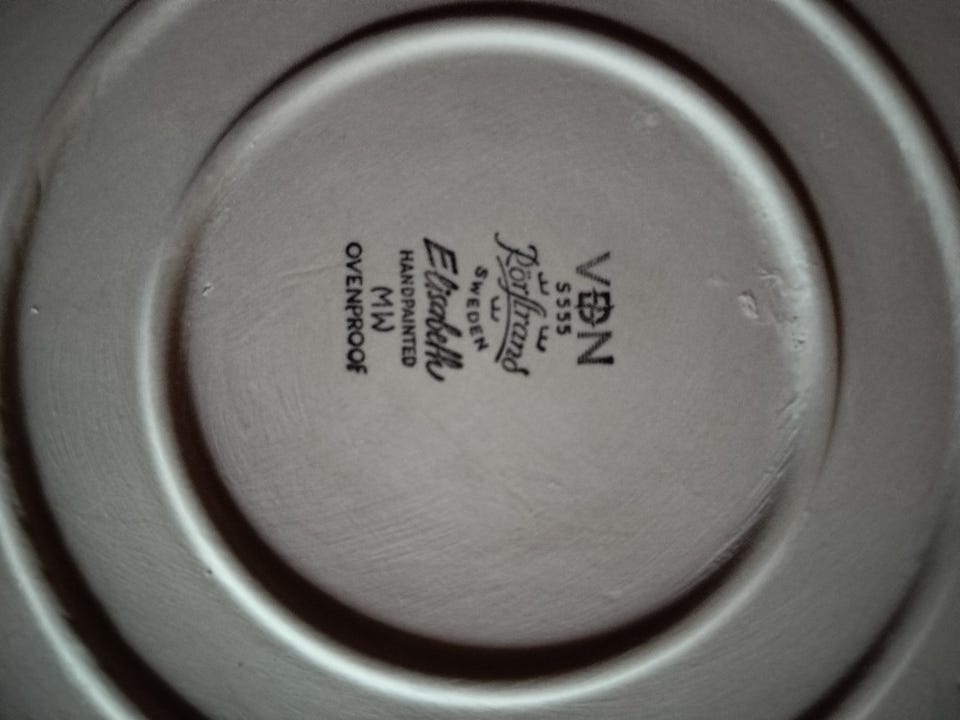 VDN
5555
Rörstrand
SWEDEN
Elisabeth
HANDPAINTED
MW
OVENPROOF